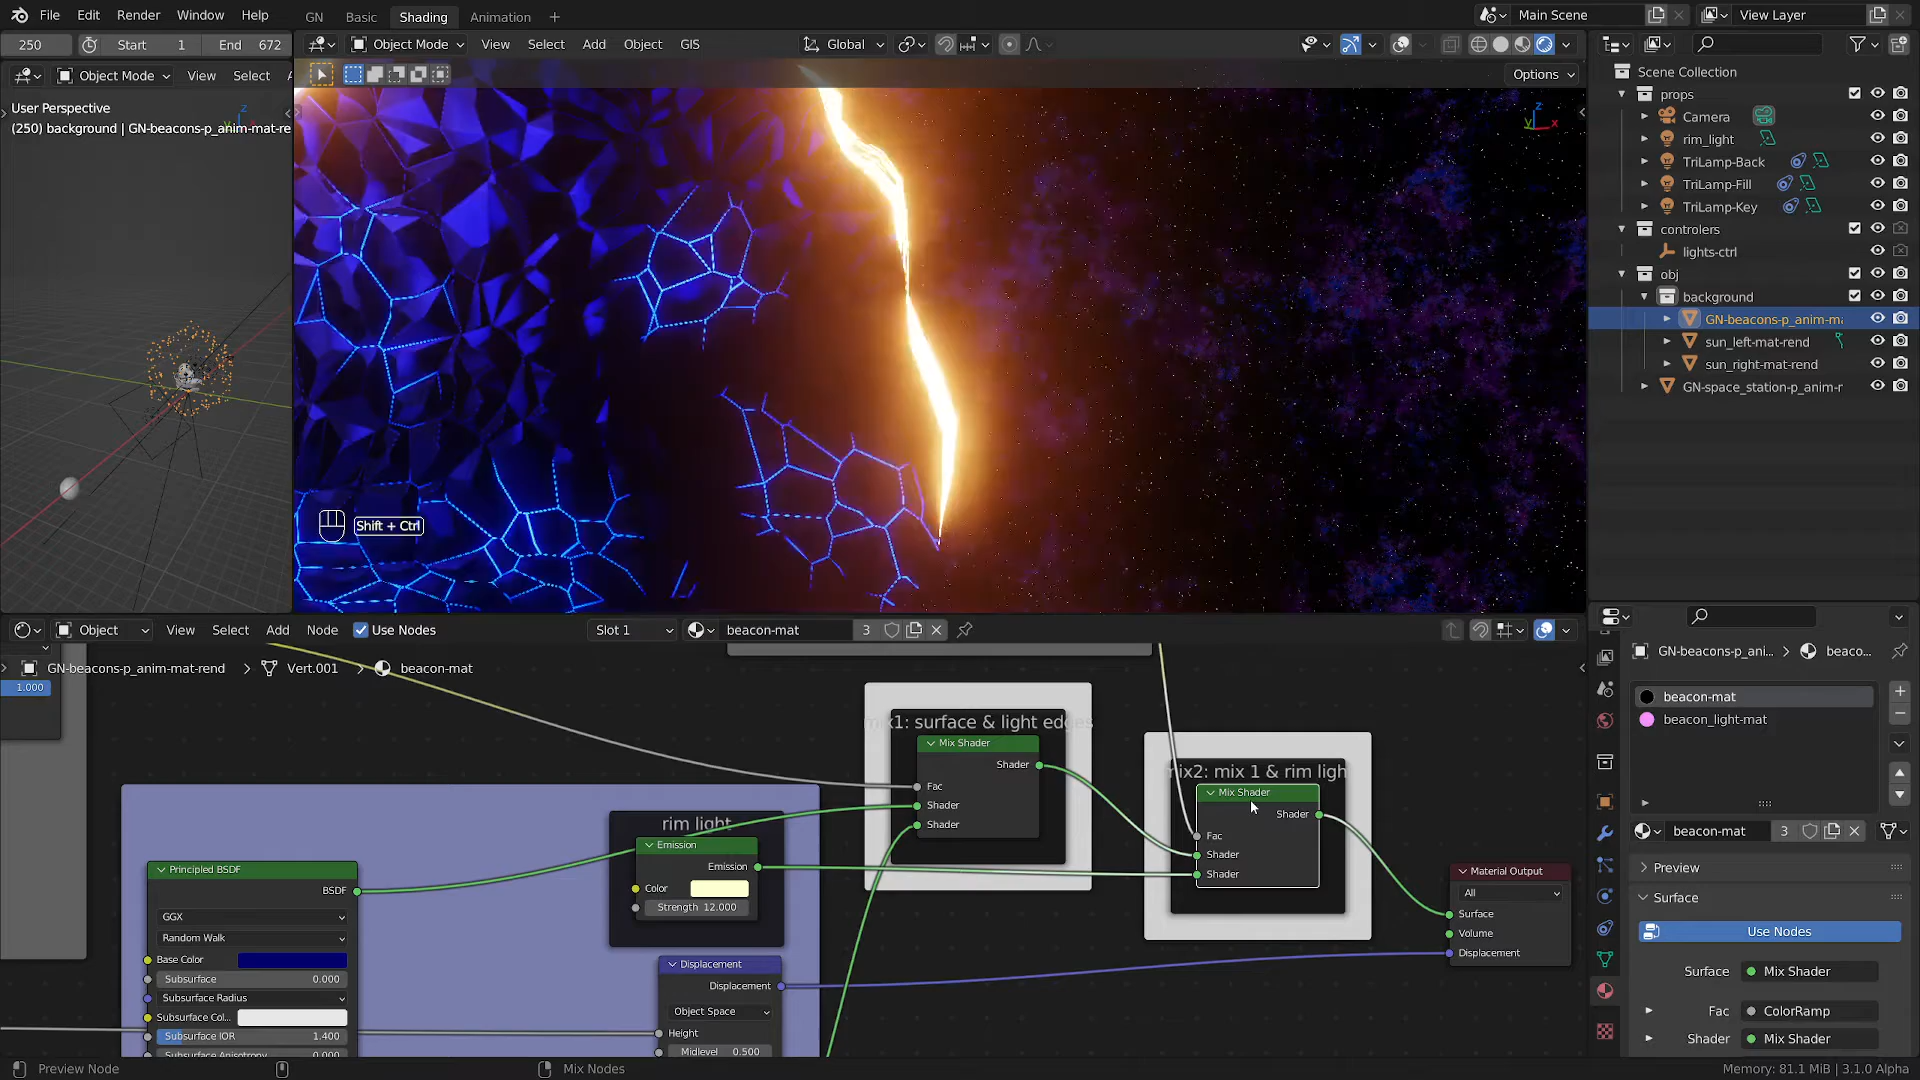 File Edit Render Window Help
GN Basic Shading Animation +
Main Scene
View Layer
250 Start 1 End 672
Object Mode View Select Add Object GIS
Global
Object Mode View Select
Options
User Perspective
(250) background | GN-beacons-p_anim-mat-re
Z
Y
X
Shift + Ctrl
Scene Collection
props
Camera
rim_light
TriLamp-Back
TriLamp-Fill
TriLamp-Key
controlers
lights-ctrl
obj
background
GN-beacons-p_anim-ma
sun_left-mat-rend
sun_right-mat-rend
GN-space_station-p_anim-r
Object View Select Add Node Use Nodes Slot 1 beacon-mat 3
GN-beacons-p_anim-mat-rend > Vert.001 > beacon-mat
1.000
mix1: surface & light edges
Mix Shader
Shader
Fac
Shader
Shader
mix2: mix 1 & rim ligh
Mix Shader
Shader
Fac
Shader
Shader
rim light
Emission
Emission
Color
Strength 12.000
Principled BSDF
BSDF
GGX
Random Walk
Base Color
Subsurface 0.000
Subsurface Radius
Subsurface Col...
Subsurface IOR 1.400
Subsurface Anisotropy 0.000
Displacement
Displacement
Object Space
Height
Midlevel 0.500
Material Output
All
Surface
Volume
Displacement
GN-beacons-p_ani... > beaco...
beacon-mat
beacon_light-mat
beacon-mat 3
Preview
Surface
Use Nodes
Surface Mix Shader
Fac ColorRamp
Shader Mix Shader
Preview Node
Mix Nodes
Memory: 81.1 MiB | 3.1.0 Alpha